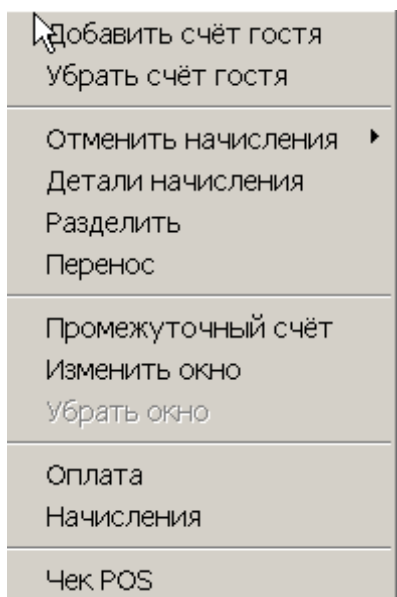 Добавить счёт гостя
Убрать счёт гостя
Отменить начисления
Детали начисления
Разделить
Перенос
Промежуточный счёт
Изменить окно
Убрать окно
Оплата
Начисления
Чек POS